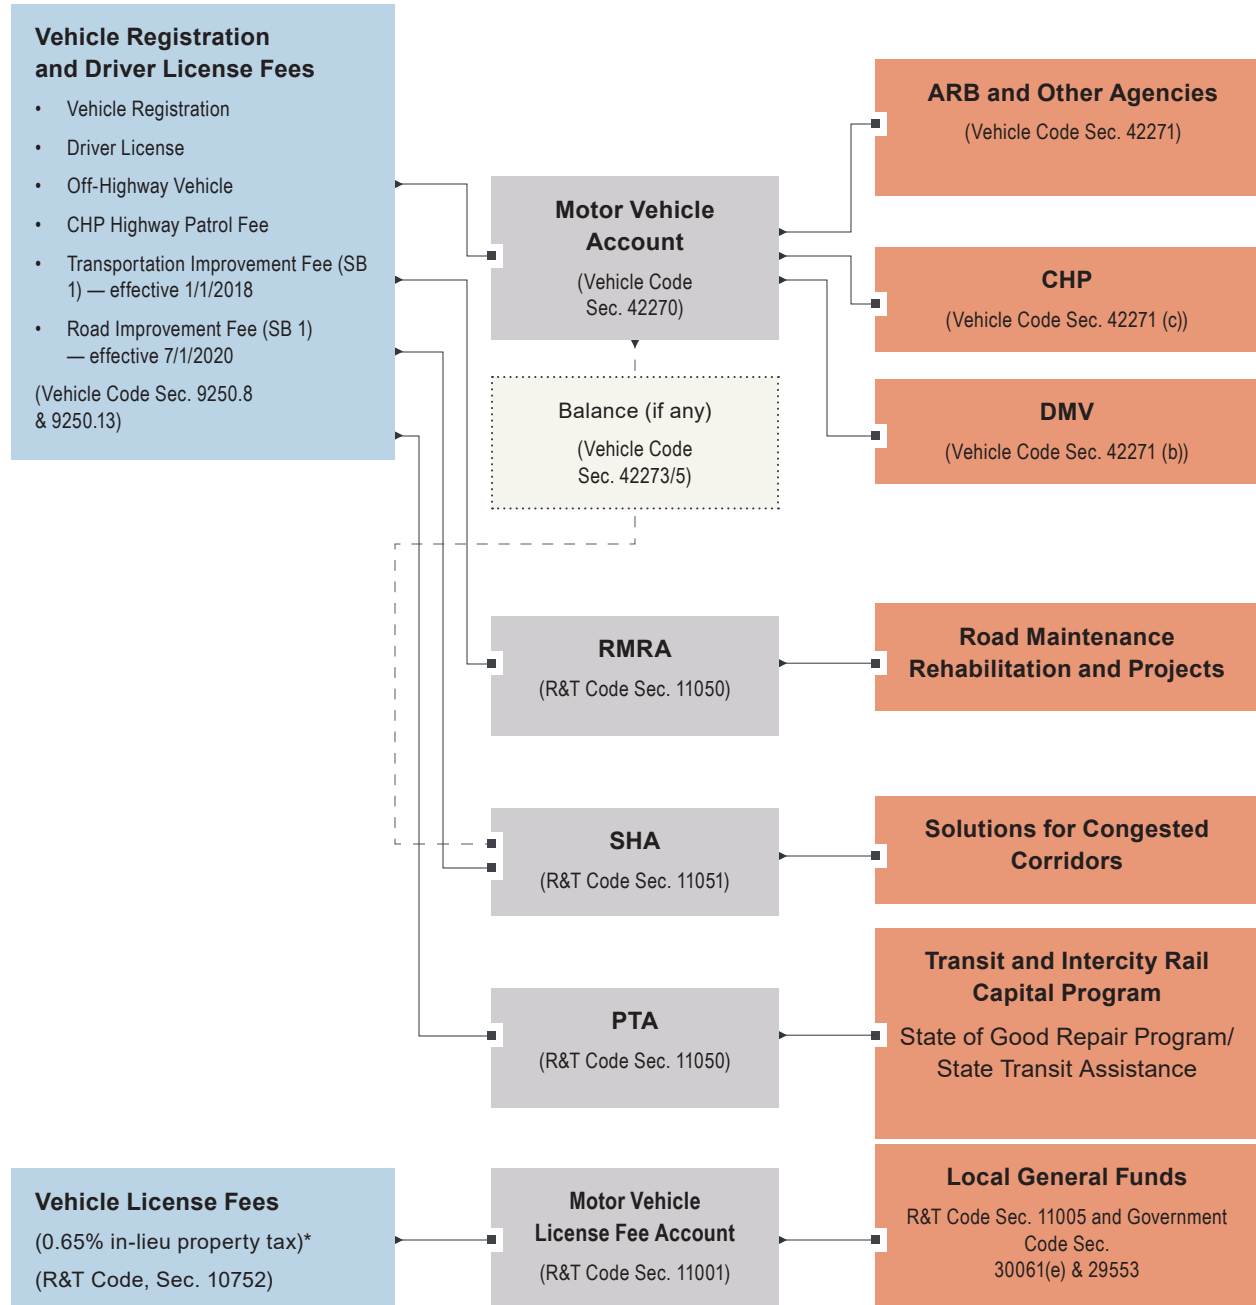 Vehicle Registration
and Driver License Fees
• Vehicle Registration
• Driver License
• Off-Highway Vehicle
• CHP Highway Patrol Fee
• Transportation Improvement Fee (SB
1) — effective 1/1/2018
• Road Improvement Fee (SB 1)
— effective 7/1/2020
(Vehicle Code Sec. 9250.8
& 9250.13)
Motor Vehicle
Account
(Vehicle Code
Sec. 42270)
Balance (if any)
(Vehicle Code
Sec. 42273/5)
ARB and Other Agencies
(Vehicle Code Sec. 42271)
CHP
(Vehicle Code Sec. 42271 (c))
DMV
(Vehicle Code Sec. 42271 (b))
RMRA
(R&T Code Sec. 11050)
Road Maintenance
Rehabilitation and Projects
SHA
(R&T Code Sec. 11051)
Solutions for Congested
Corridors
PTA
(R&T Code Sec. 11050)
Transit and Intercity Rail
Capital Program
State of Good Repair Program/
State Transit Assistance
Vehicle License Fees
(0.65% in-lieu property tax)*
(R&T Code, Sec. 10752)
Motor Vehicle
License Fee Account
(R&T Code Sec. 11001)
Local General Funds
R&T Code Sec. 11005 and Government
Code Sec.
30061(e) & 29553